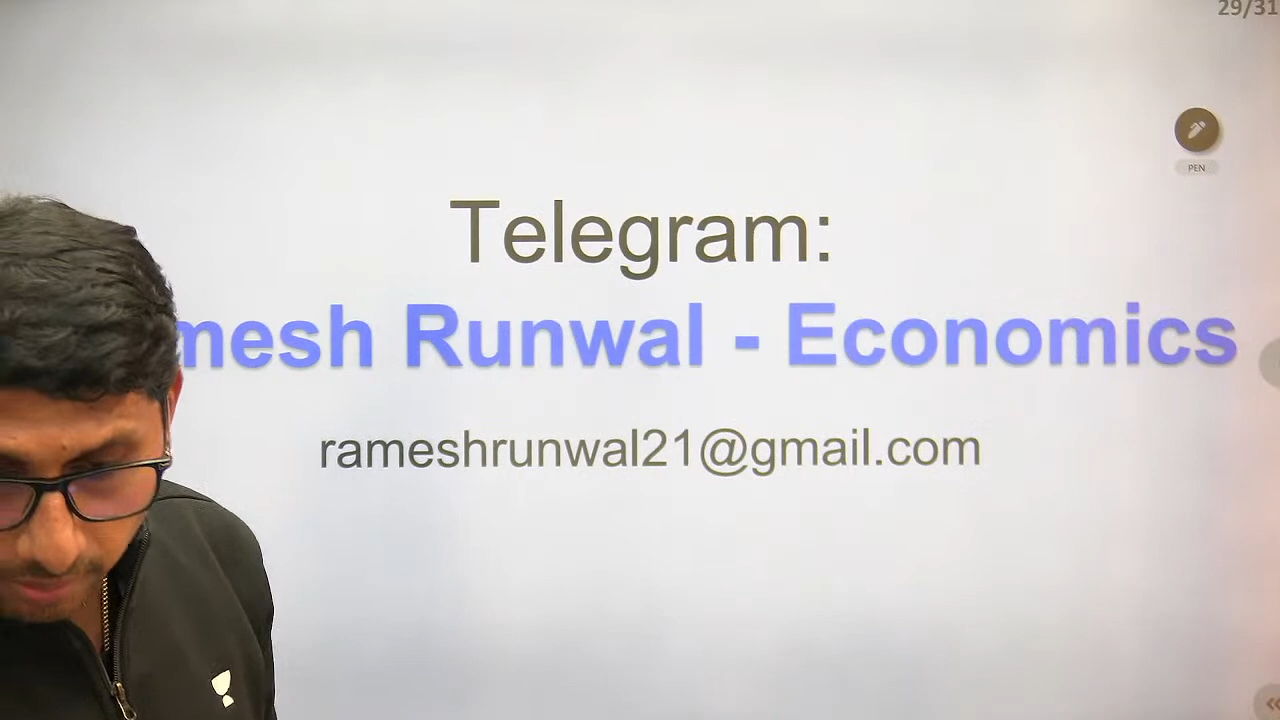 29/31
PEN
Telegram:
mesh Runwal - Economics
rameshrunwal21@gmail.com